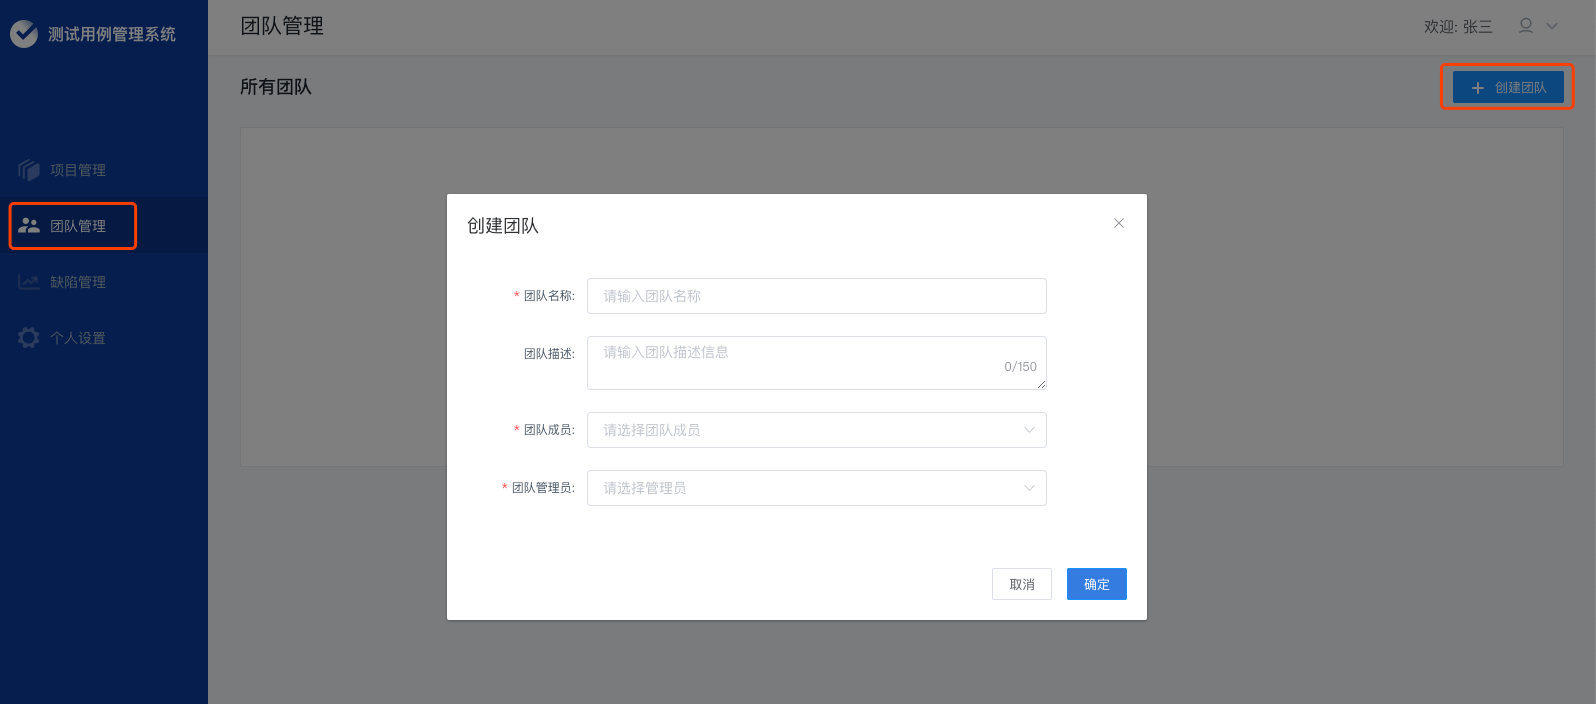 测试用例管理系统
团队管理
欢迎: 张三
所有团队
创建团队
项目管理
团队管理
缺陷管理
个人设置
创建团队
* 团队名称:
请输入团队名称
团队描述:
请输入团队描述信息
0/150
* 团队成员:
请选择团队成员
* 团队管理员:
请选择管理员
取消
确定